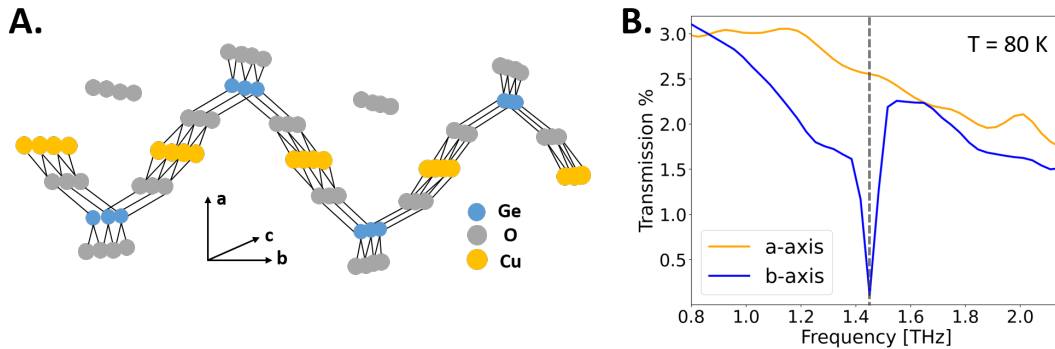 A.
a
c
b
Ge
O
Cu
B.
T = 80 K
Transmission %
3.0
2.5
2.0
1.5
1.0
0.5
a-axis
b-axis
0.8 1.0 1.2 1.4 1.6 1.8 2.0
Frequency [THz]